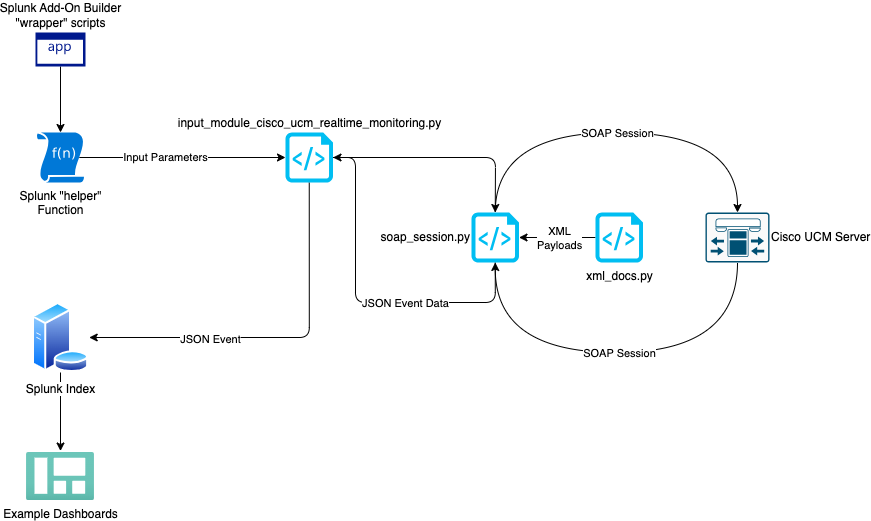 Splunk Add-On Builder
"wrapper" scripts
app
input_module_cisco_ucm_realtime_monitoring.py
f(n)
Input Parameters
</>
SOAP Session
Splunk "helper"
Function
soap_session.py
</>
XML
Payloads
</>
Cisco UCM Server
xml_docs.py
JSON Event Data
JSON Event
SOAP Session
Splunk Index
Example Dashboards